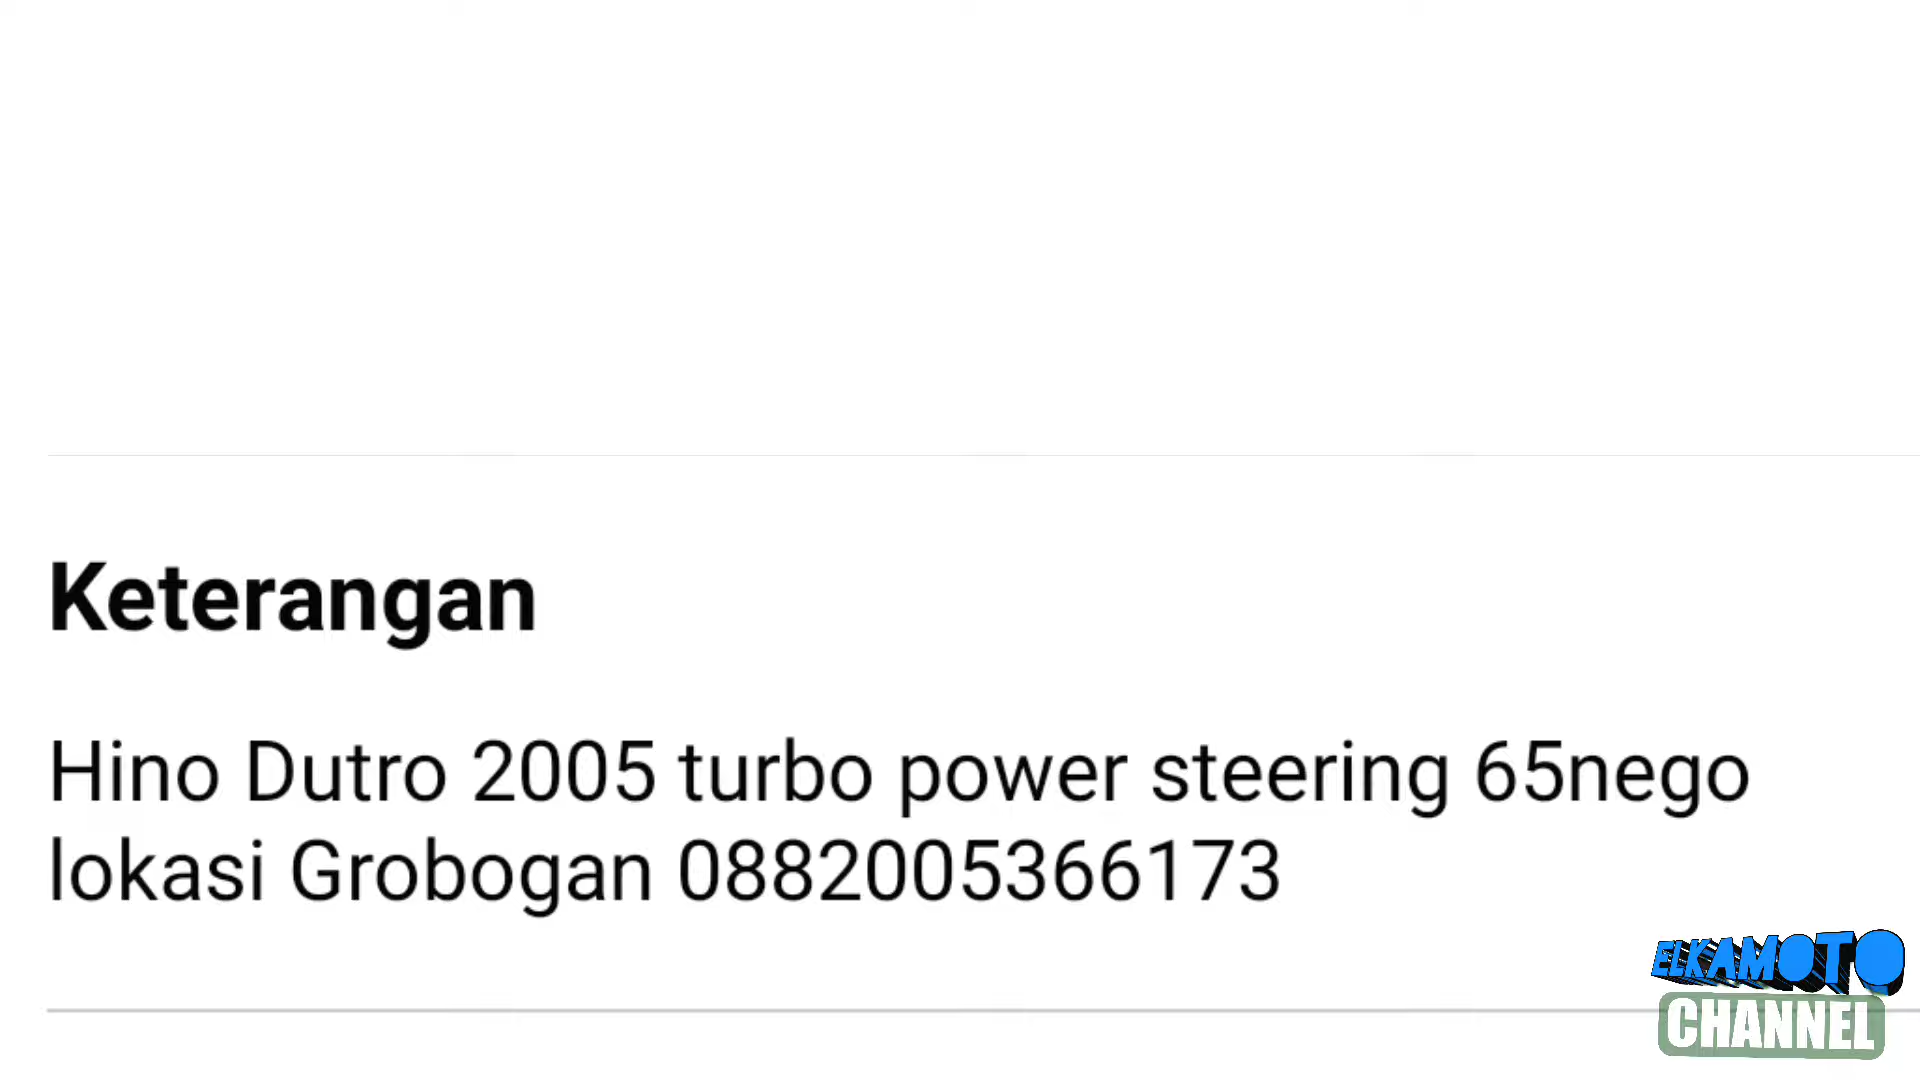 Keterangan
Hino Dutro 2005 turbo power steering 65nego
lokasi Grobogan 0882005366173
ELKAMOTO
CHANNEL